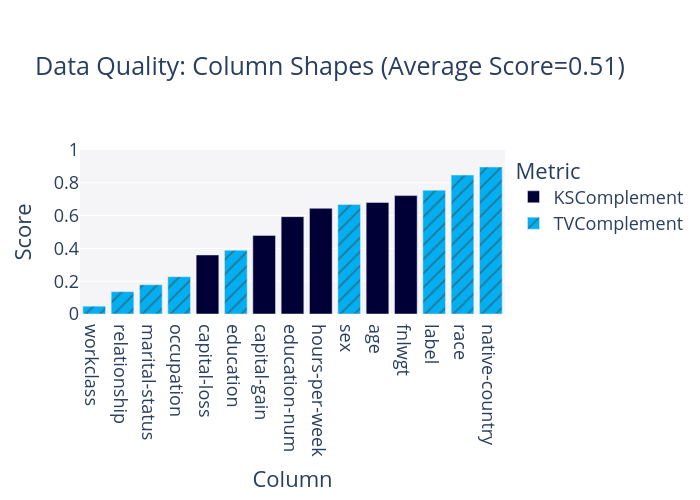 Data Quality: Column Shapes (Average Score=0.51)
Score
1
0.8
0.6
0.4
0.2
0
Metric
KSComplement
TVComplement
workclass
relationship
marital-status
occupation
capital-loss
education
capital-gain
education-num
hours-per-week
sex
age
fnlwgt
label
race
native-country
Column